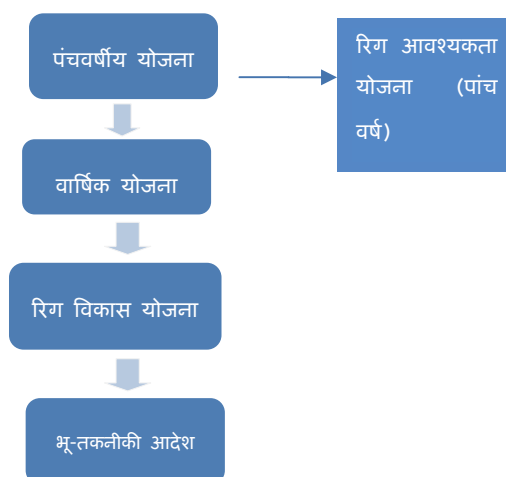 पंचवर्षीय योजना
रिग आवश्यकता
योजना (पांच
वर्ष)
वार्षिक योजना
रिग विकास योजना
भू-तकनीकी आदेश